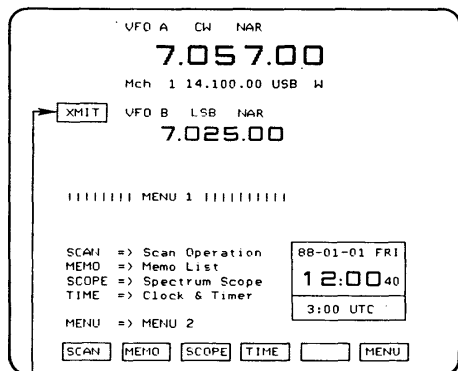 VFO A CW NAR
7.057.00
Mch 1 14.100.00 USB W
XMIT VFO B LSB NAR
7.025.00
MENU 1
SCAN => Scan Operation
MEMO => Memo List
SCOPE => Spectrum Scope
TIME => Clock & Timer
MENU => MENU 2
88-01-01 FRI
12:00 40
3:00 UTC
SCAN MEMO SCOPE TIME MENU